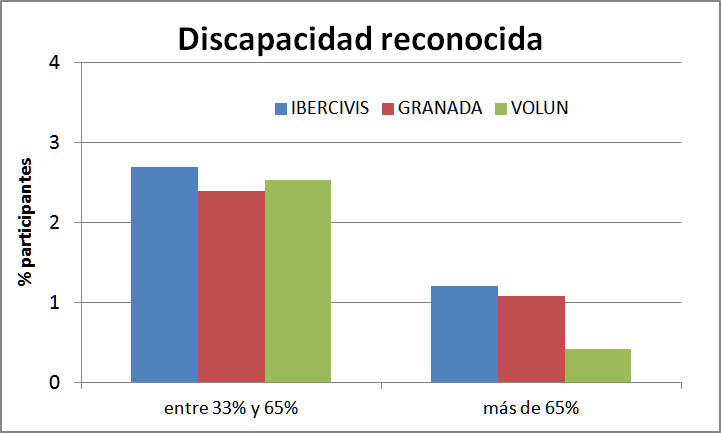 Discapacidad reconocida
IBERCIVIS GRANADA VOLUN
% participantes
4
3
2
1
0
entre 33% y 65% más de 65%